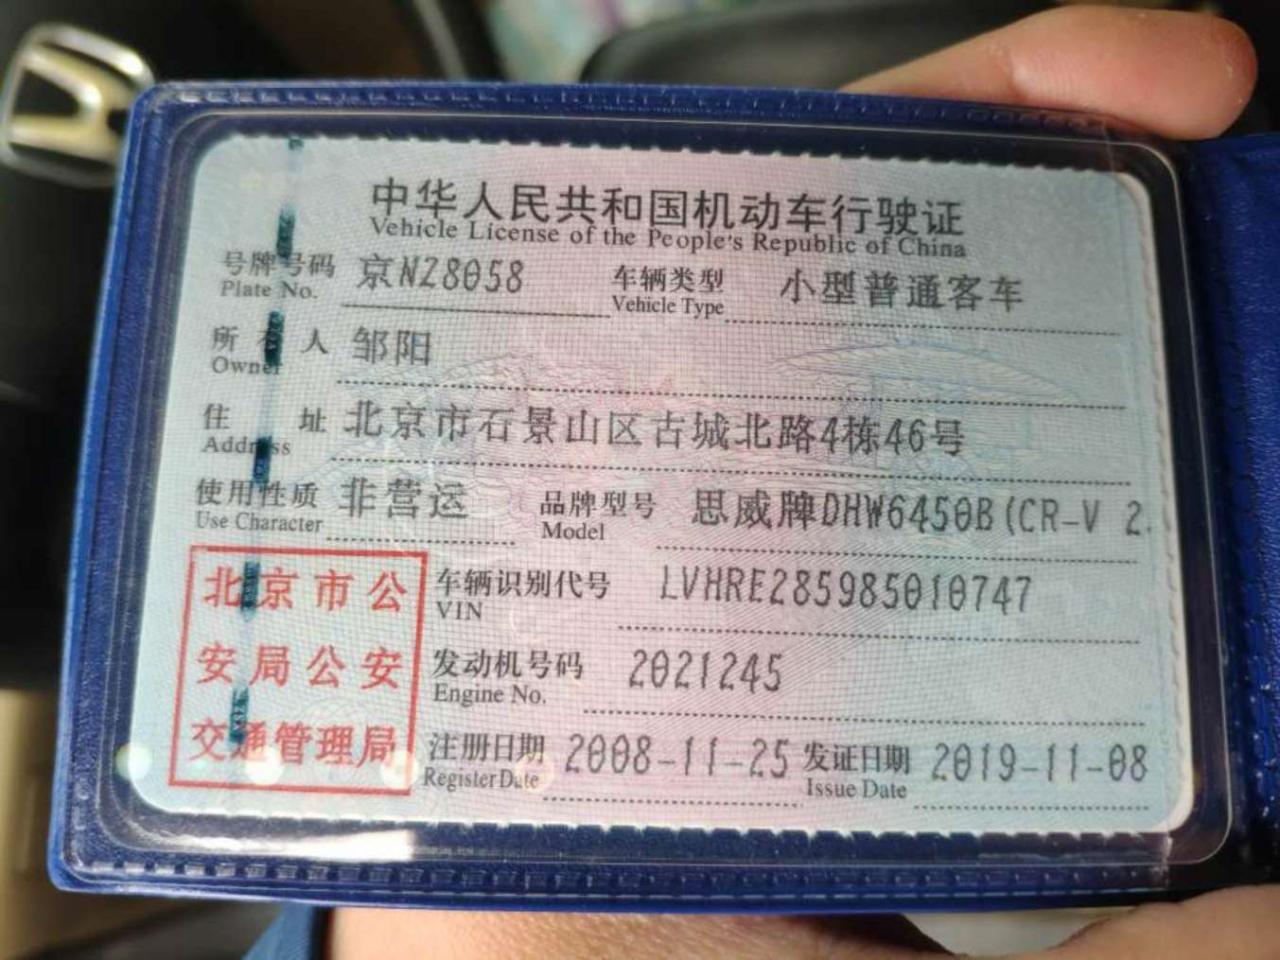 中华人民共和国机动车行驶证
Vehicle License of the People's Republic of China
号牌号码 京NZ8058 车辆类型 小型普通客车
Plate No. Vehicle Type
所有人 邹阳
Owner
住址 北京市石景山区古城北路4栋46号
Address
使用性质 非营运 品牌型号 思威牌DHW6450B(CR-V 2.
Use Character Model
北京市公
安局公安
交通管理局
车辆识别代号 LVHRE285985010747
VIN
发动机号码 2021245
Engine No.
注册日期 2008-11-25 发证日期 2019-11-08
Register Date Issue Date